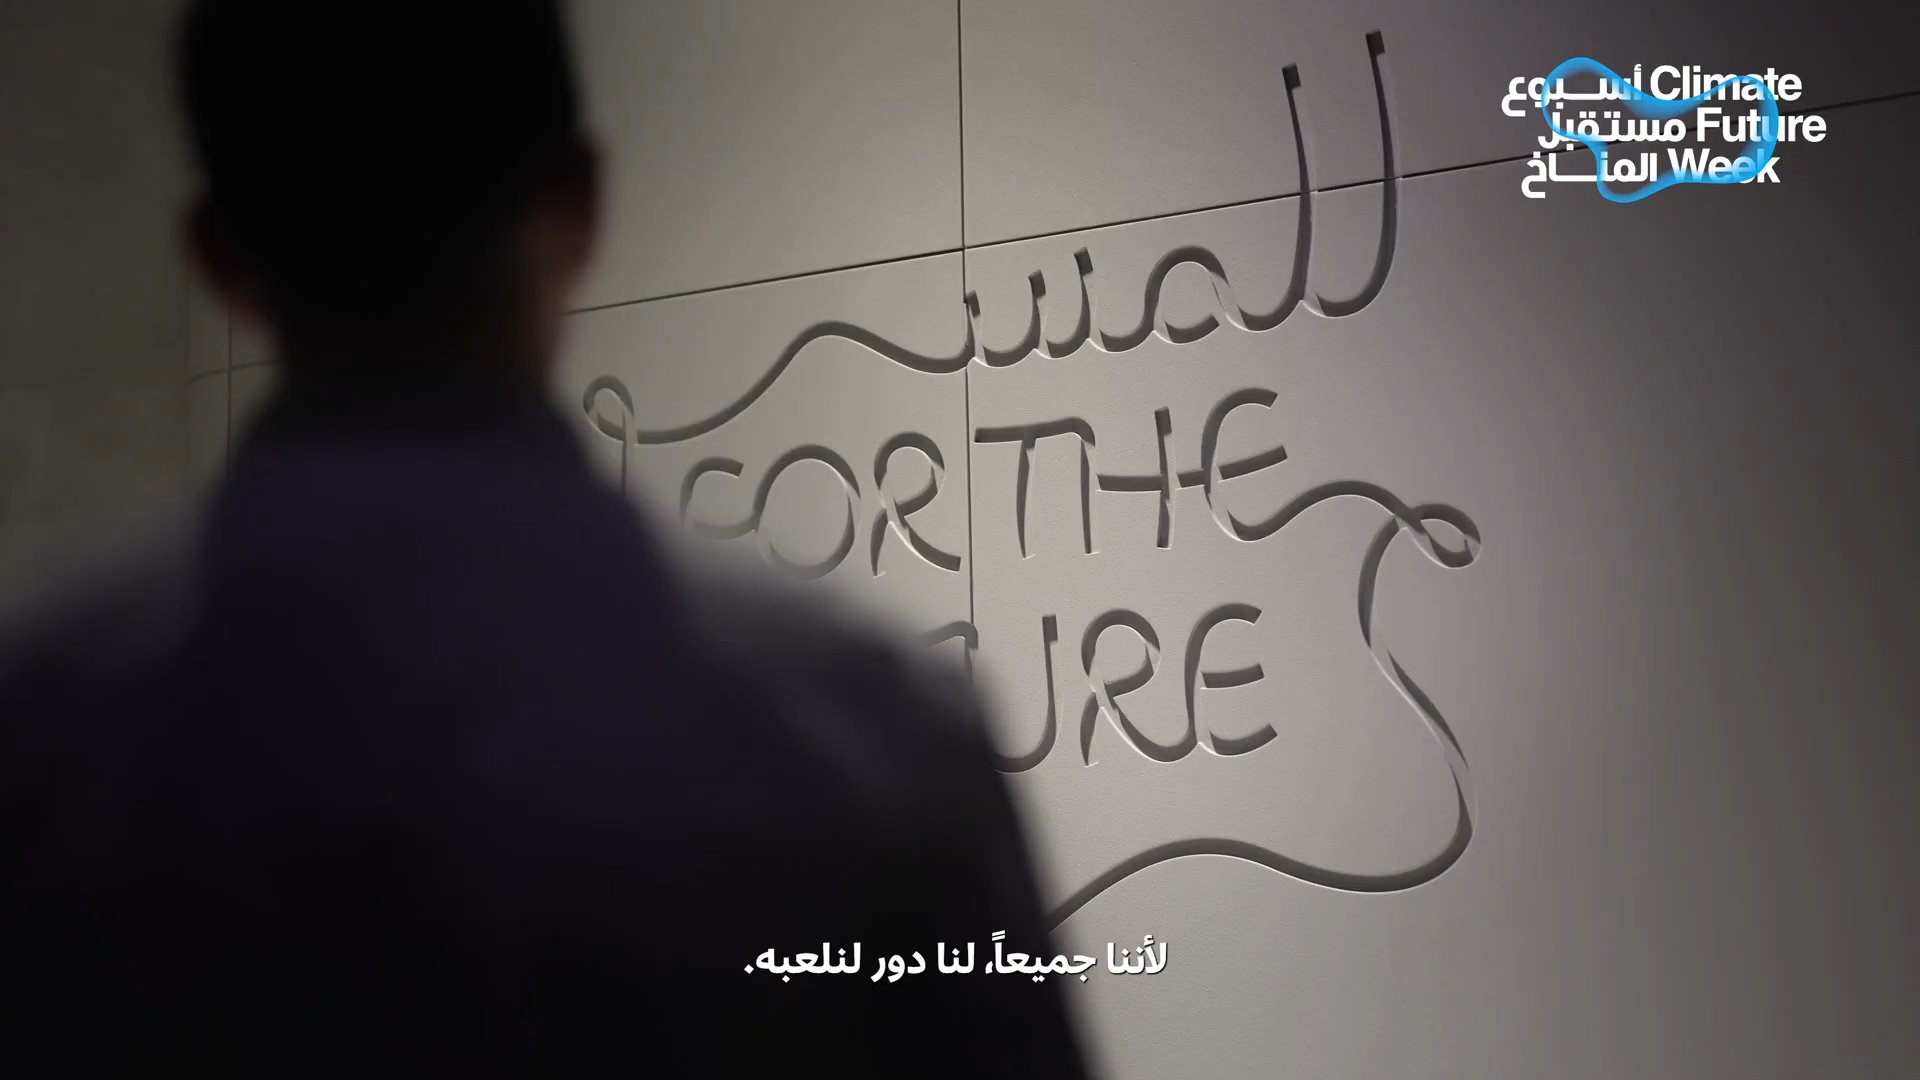 أسبوع Climate
مستقبل Future
المناخ Week
FOR THE
URE
لأننا جميعاً، لنا دور لنلعبه.